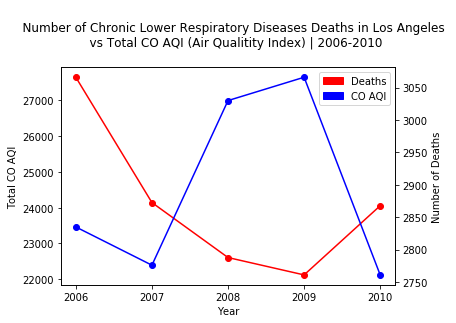 Number of Chronic Lower Respiratory Diseases Deaths in Los Angeles
vs Total CO AQI (Air Qualitity Index) | 2006-2010
Deaths
CO AQI
27000
26000
25000
24000
23000
22000
Total CO AQI
3050
3000
2950
2900
2850
2800
2750
Number of Deaths
2006 2007 2008 2009 2010
Year